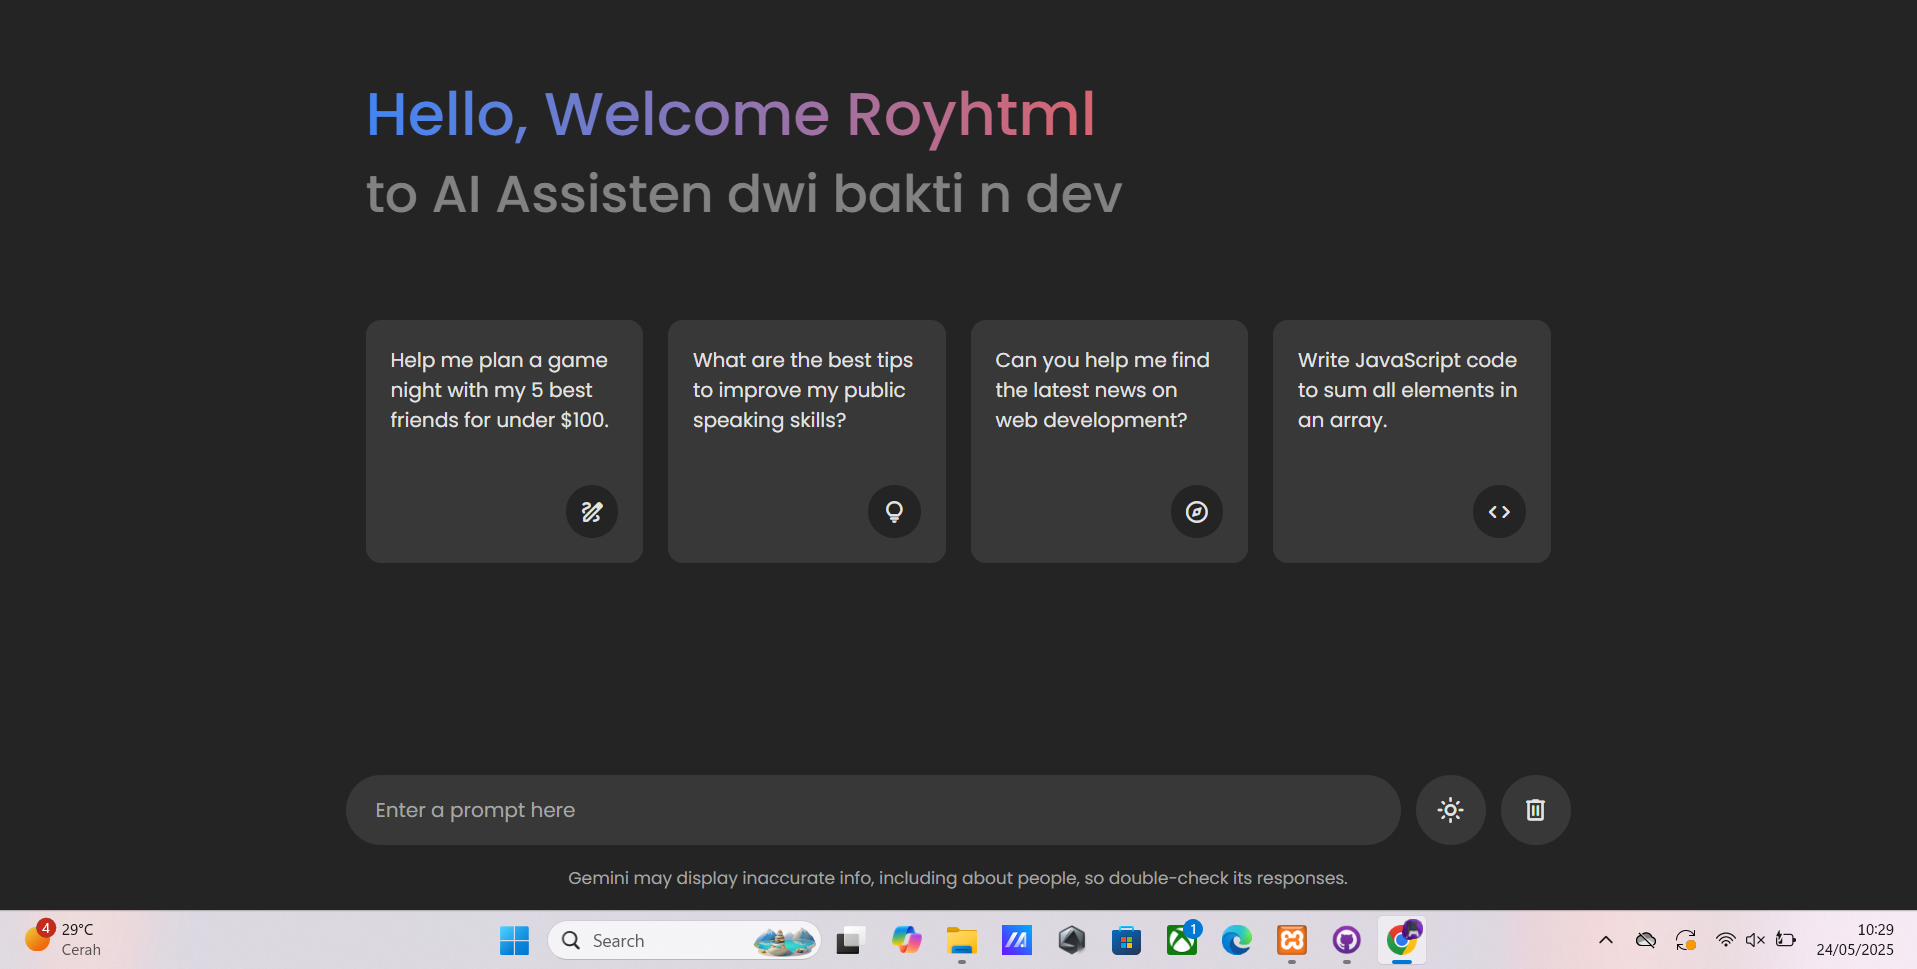 Hello, Welcome Royhtml
to AI Assisten dwi bakti n dev
Help me plan a game
night with my 5 best
friends for under $100.
What are the best tips
to improve my public
speaking skills?
Can you help me find
the latest news on
web development?
Write JavaScript code
to sum all elements in
an array.
Enter a prompt here
Gemini may display inaccurate info, including about people, so double-check its responses.
4
29°C
Cerah
Search
1
10:29
24/05/2025